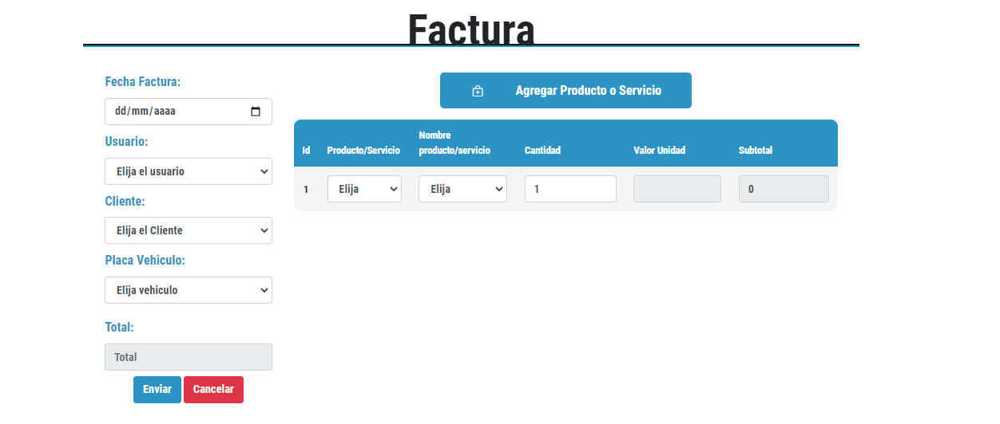 Factura
Fecha Factura:
dd/mm/aaaa
Usuario:
Elija el usuario
Cliente:
Elija el Cliente
Placa Vehiculo:
Elija vehiculo
Total:
Total
Enviar Cancelar
Agregar Producto o Servicio
Id Producto/Servicio Nombre producto/servicio Cantidad Valor Unidad Subtotal
1 Elija Elija 1 0